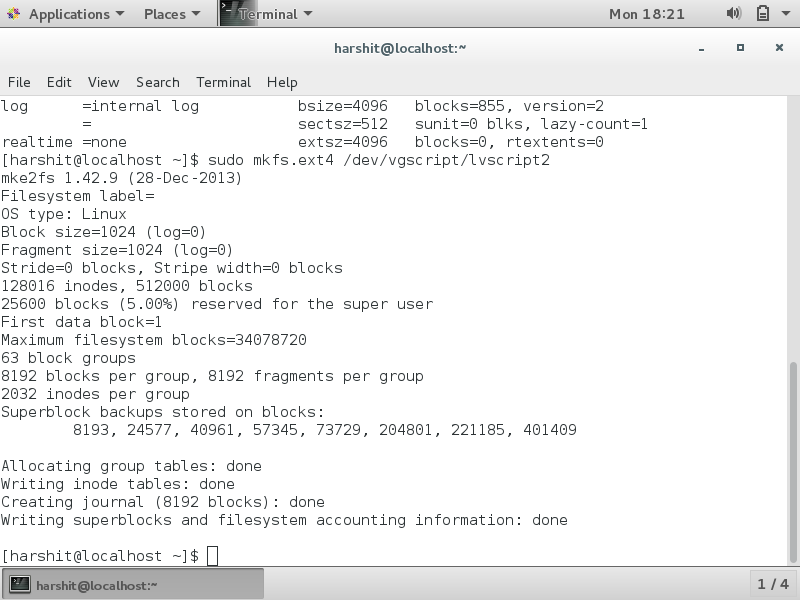 Applications Places Terminal Mon 18:21
harshit@localhost:~
File Edit View Search Terminal Help
log =internal log bsize=4096 blocks=855, version=2
= sectsz=512 sunit=0 blks, lazy-count=1
realtime =none extsz=4096 blocks=0, rtextents=0
[harshit@localhost ~]$ sudo mkfs.ext4 /dev/vgscript/lvscript2
mke2fs 1.42.9 (28-Dec-2013)
Filesystem label=
OS type: Linux
Block size=1024 (log=0)
Fragment size=1024 (log=0)
Stride=0 blocks, Stripe width=0 blocks
128016 inodes, 512000 blocks
25600 blocks (5.00%) reserved for the super user
First data block=1
Maximum filesystem blocks=34078720
63 block groups
8192 blocks per group, 8192 fragments per group
2032 inodes per group
Superblock backups stored on blocks:
8193, 24577, 40961, 57345, 73729, 204801, 221185, 401409
Allocating group tables: done
Writing inode tables: done
Creating journal (8192 blocks): done
Writing superblocks and filesystem accounting information: done
[harshit@localhost ~]$
harshit@localhost:~ 1 / 4